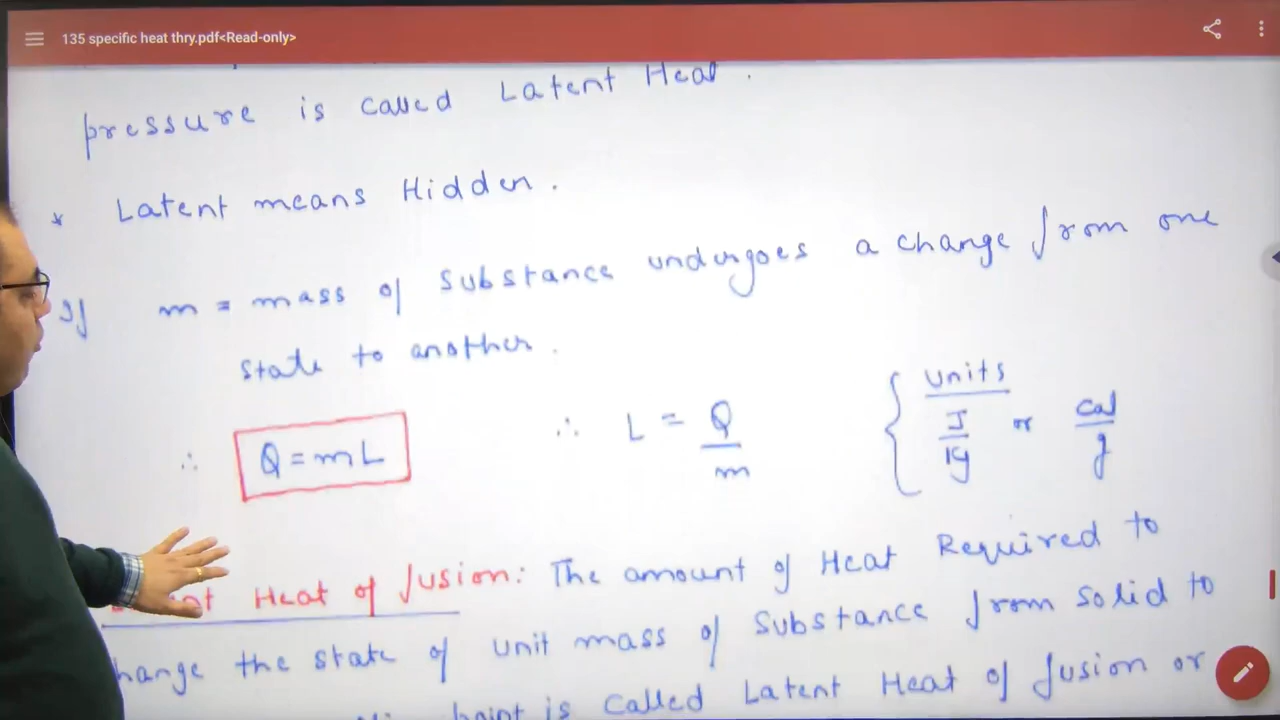 135 specific heat thry.pdf<Read-only>
pressure is called Latent Heat.
* Latent means Hidden.
If m = mass of substance undergoes a change from one
state to another.
∴ Q = mL ∴ L = Q/m { units J/kg or cal/g
Heat of fusion: The amount of Heat Required to
change the state of unit mass of substance from solid to
point is called Latent Heat of fusion or